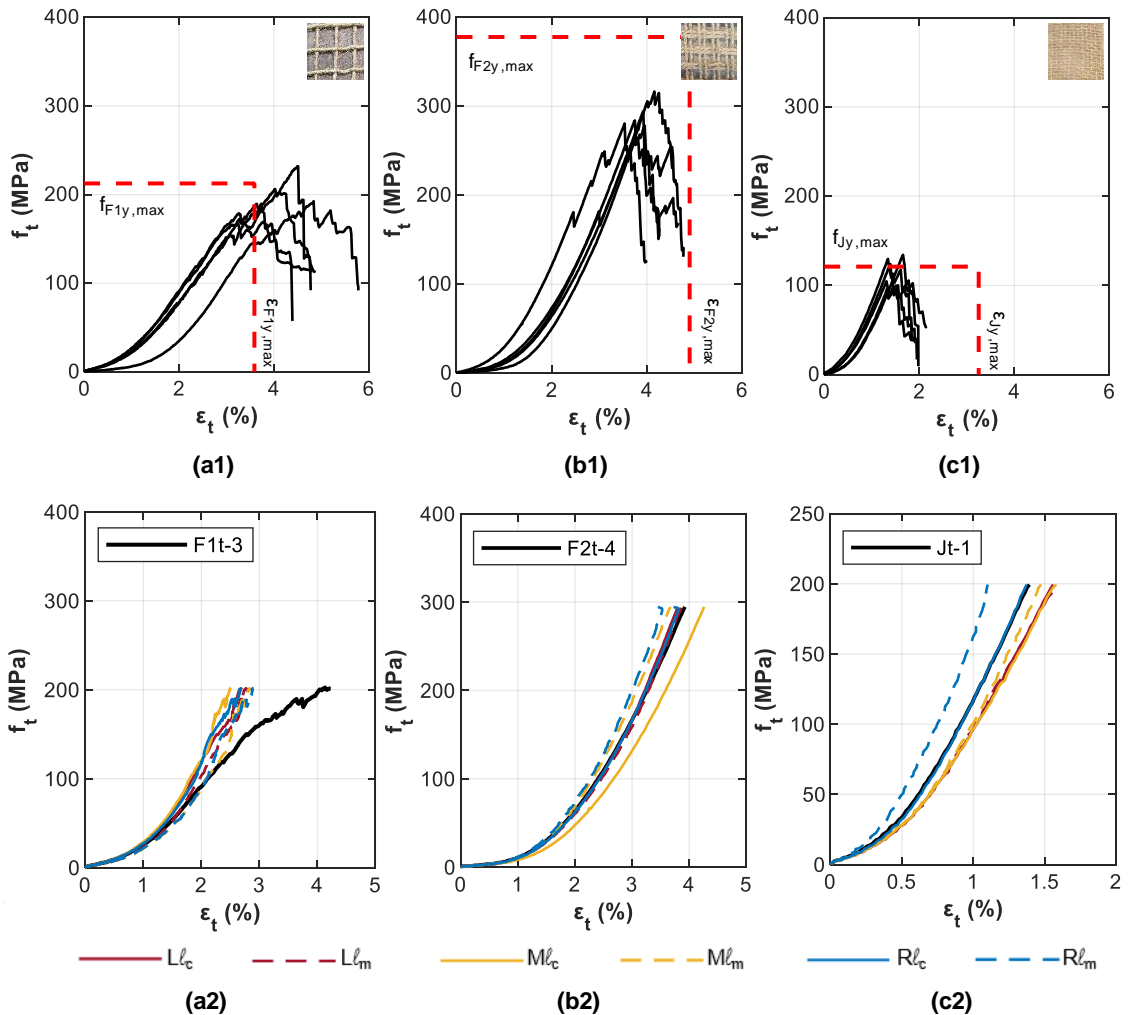 400
300
200
100
0
0 2 4 6
f_t (MPa)
ε_t (%)
f_F1y,max
ε_F1y,max
(a1)
400
300
200
100
0
0 2 4 6
f_t (MPa)
ε_t (%)
f_F2y,max
ε_F2y,max
(b1)
400
300
200
100
0
0 2 4 6
f_t (MPa)
ε_t (%)
f_Jy,max
ε_Jy,max
(c1)
400
300
200
100
0
0 1 2 3 4 5
f_t (MPa)
ε_t (%)
F1t-3
400
300
200
100
0
0 1 2 3 4 5
f_t (MPa)
ε_t (%)
F2t-4
250
200
150
100
50
0
0 0.5 1 1.5 2
f_t (MPa)
ε_t (%)
Jt-1
Lℓ_c Lℓ_m Mℓ_c Mℓ_m Rℓ_c Rℓ_m
(a2) (b2) (c2)